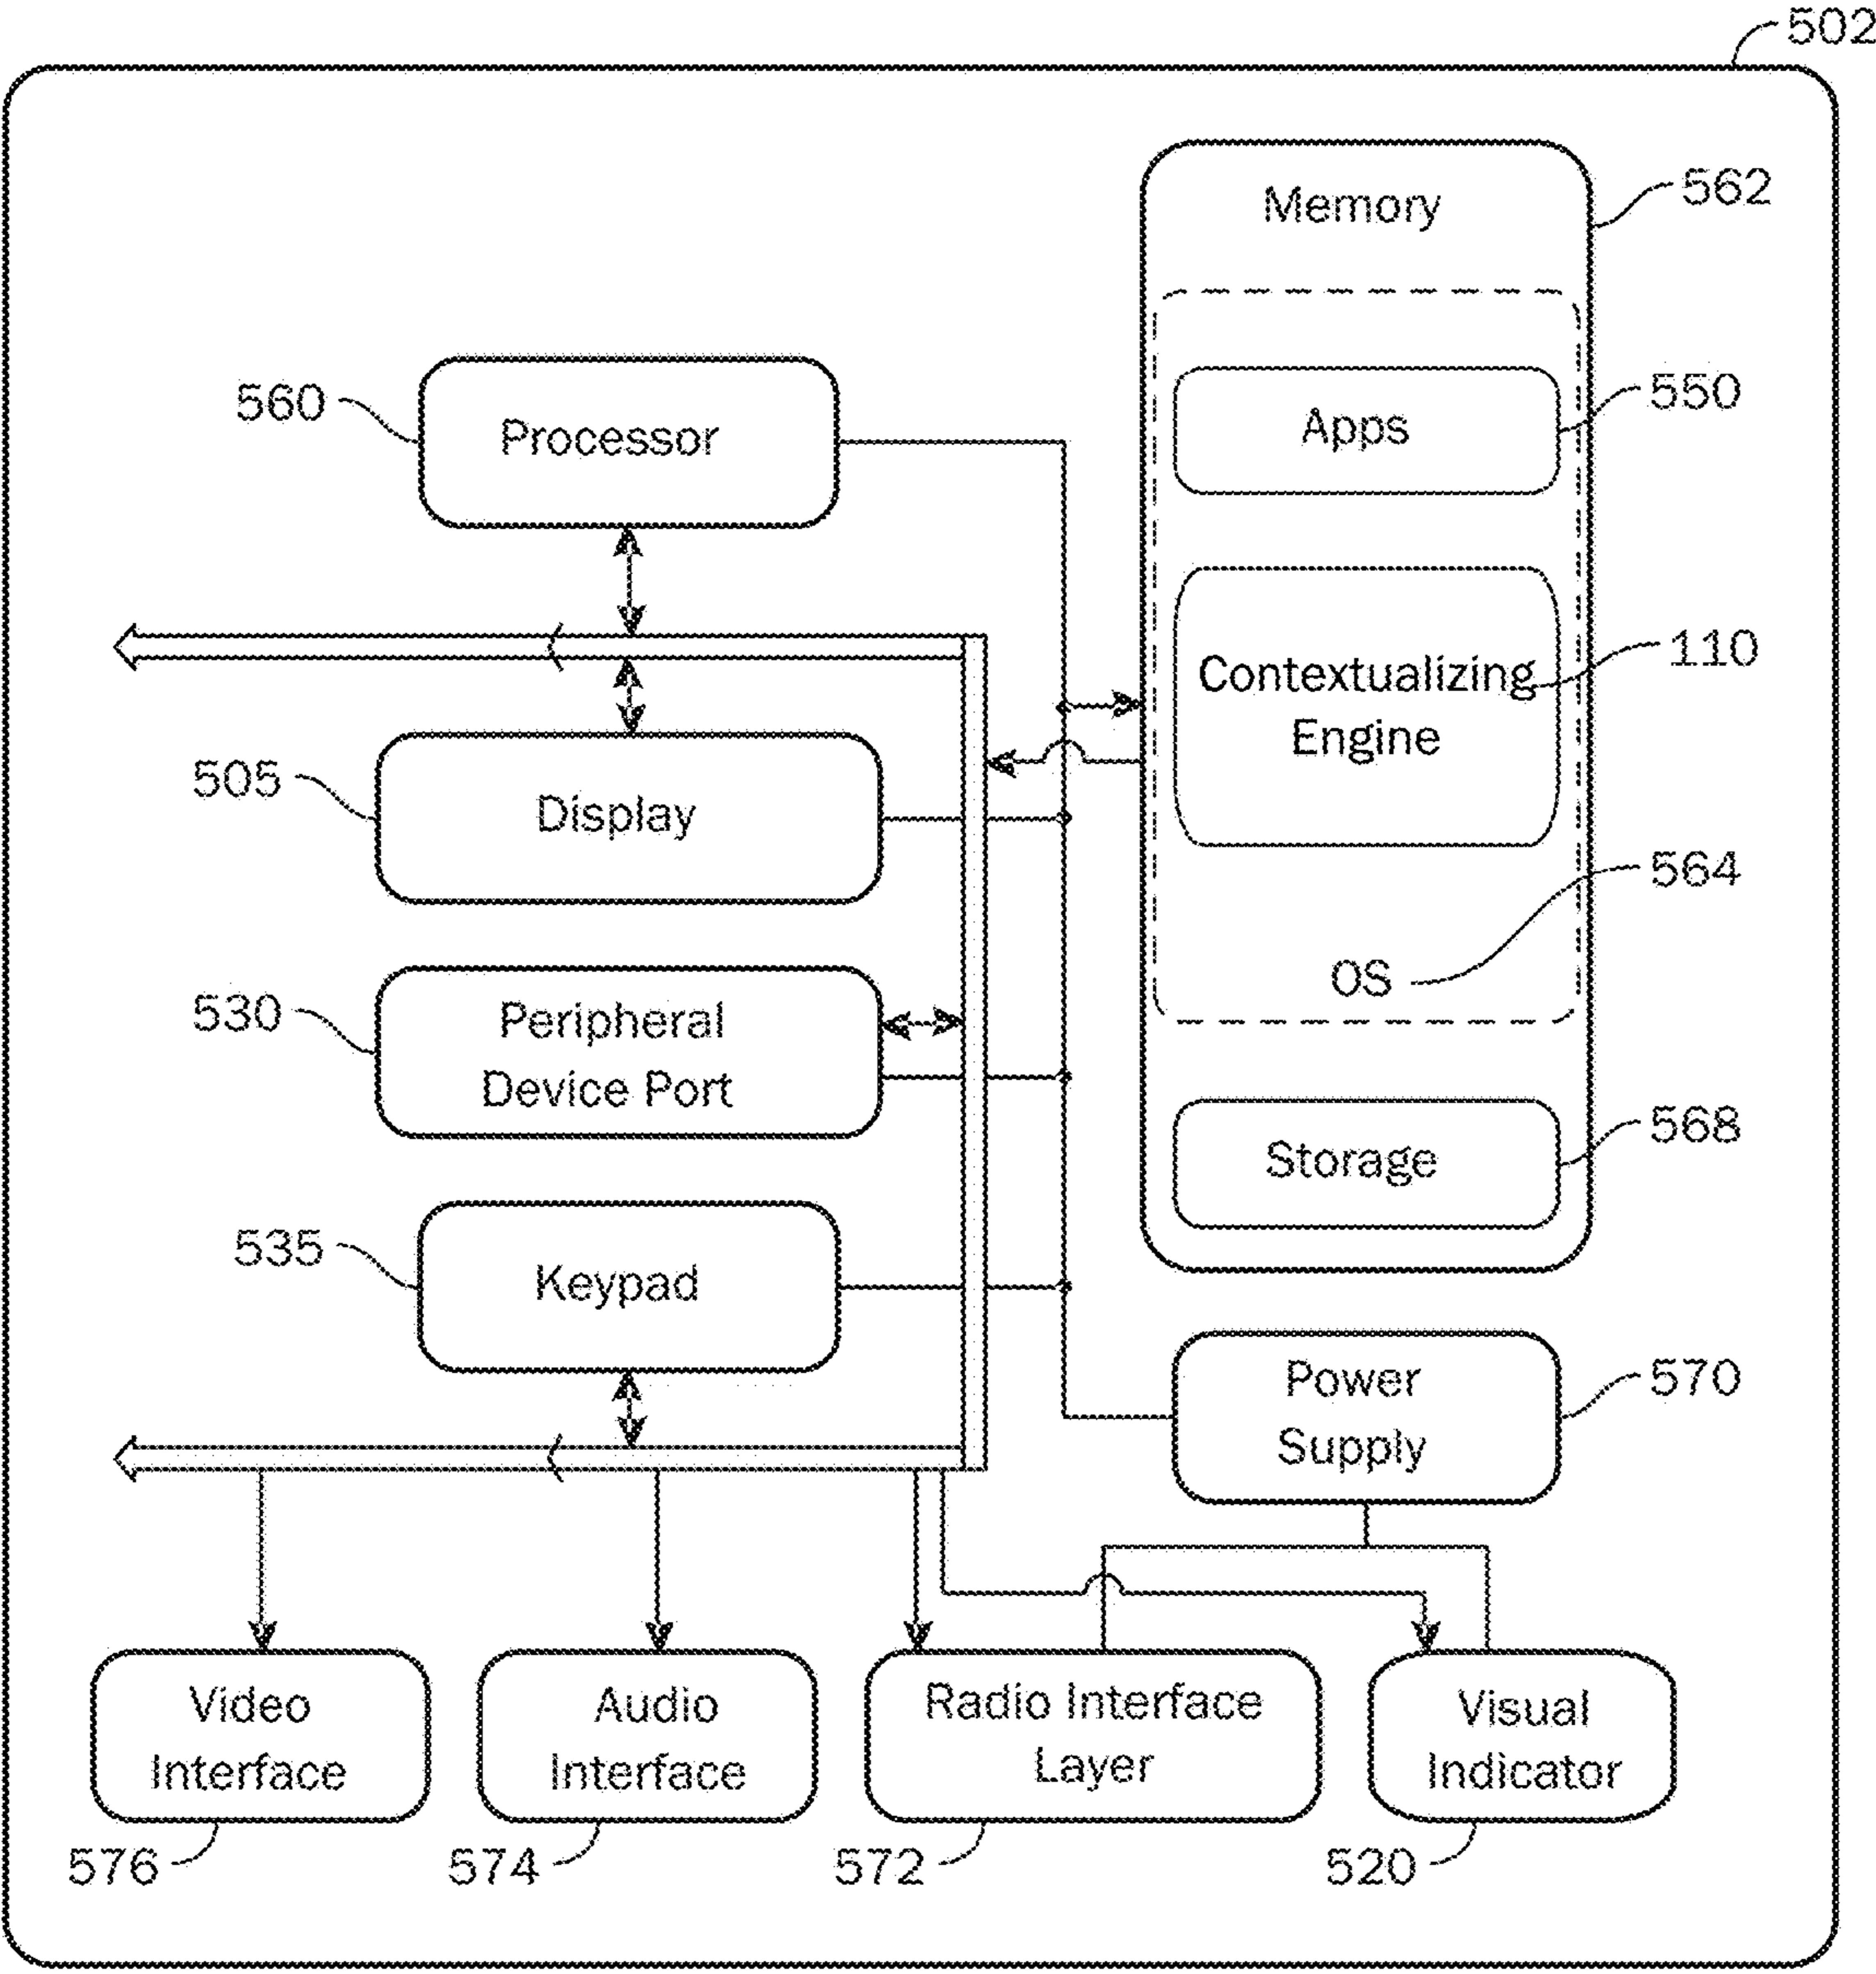 502
Memory
562
560
Processor
Apps
550
Contextualizing
Engine
110
505
Display
OS
564
530
Peripheral
Device Port
Storage
568
535
Keypad
Power
Supply
570
Video
Interface
Audio
Interface
Radio Interface
Layer
Visual
Indicator
576
574
572
520